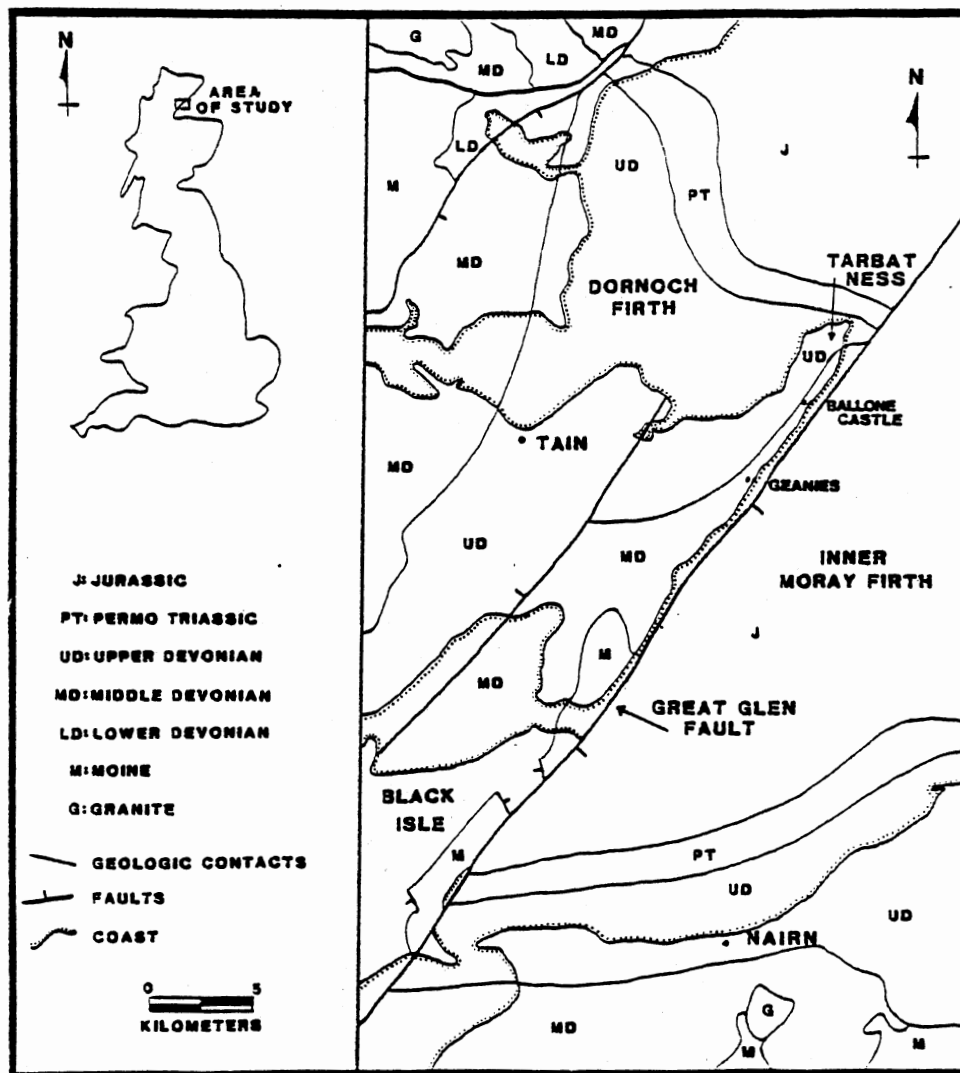 N
AREA
OF STUDY
J: JURASSIC
PT: PERMO TRIASSIC
UD: UPPER DEVONIAN
MD: MIDDLE DEVONIAN
LD: LOWER DEVONIAN
M: MOINE
G: GRANITE
GEOLOGIC CONTACTS
FAULTS
COAST
0 5
KILOMETERS
G
MD
LD
MD
N
LD
M
UD
J
PT
MD
DORNOCH
FIRTH
TARBAT
NESS
UD
BALLONE
CASTLE
TAIN
MD
GEANIES
UD
MD
INNER
MORAY FIRTH
J
M
MD
GREAT GLEN
FAULT
BLACK
ISLE
M
PT
UD
UD
NAIRN
MD
G
M
M